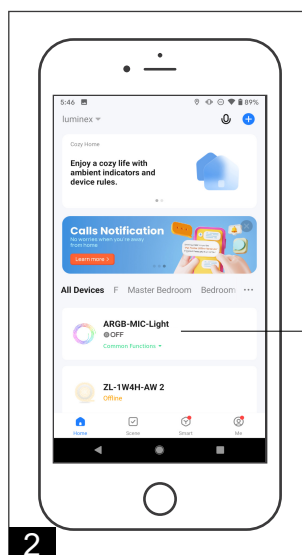 5:46 89%
luminex
Cozy Home
Enjoy a cozy life with
ambient indicators and
device rules.
Calls Notification
No worries when you're away
from home
Learn more >
All Devices F Master Bedroom Bedroom ...
ARGB-MIC-Light
OFF
Common Functions
ZL-1W4H-AW 2
Offline
Home Scene Smart Me
2